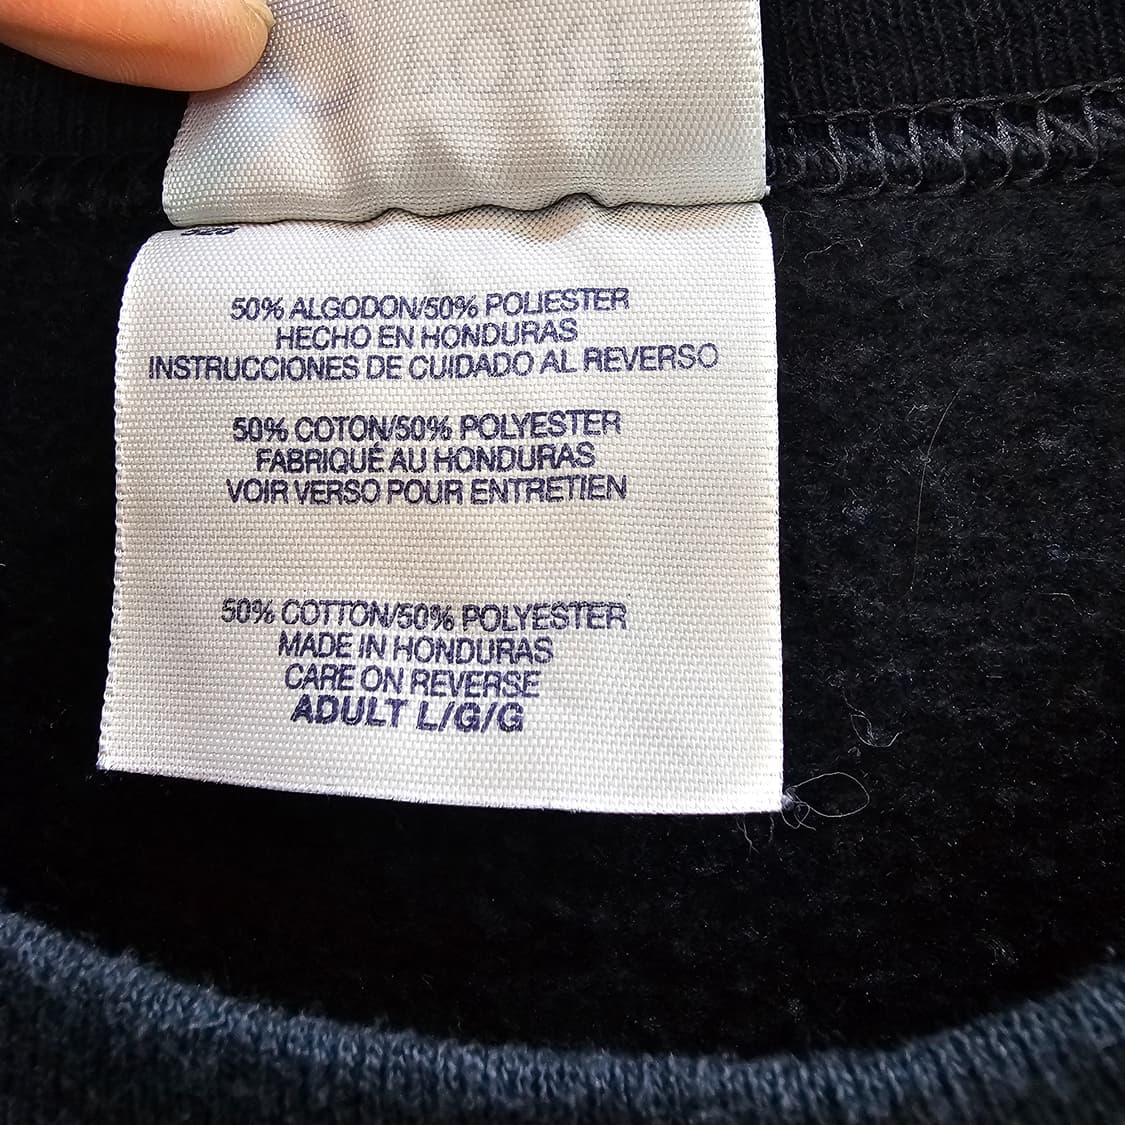 50% ALGODON/50% POLIESTER
HECHO EN HONDURAS
INSTRUCCIONES DE CUIDADO AL REVERSO
50% COTON/50% POLYESTER
FABRIQUÉ AU HONDURAS
VOIR VERSO POUR ENTRETIEN
50% COTTON/50% POLYESTER
MADE IN HONDURAS
CARE ON REVERSE
ADULT L/G/G